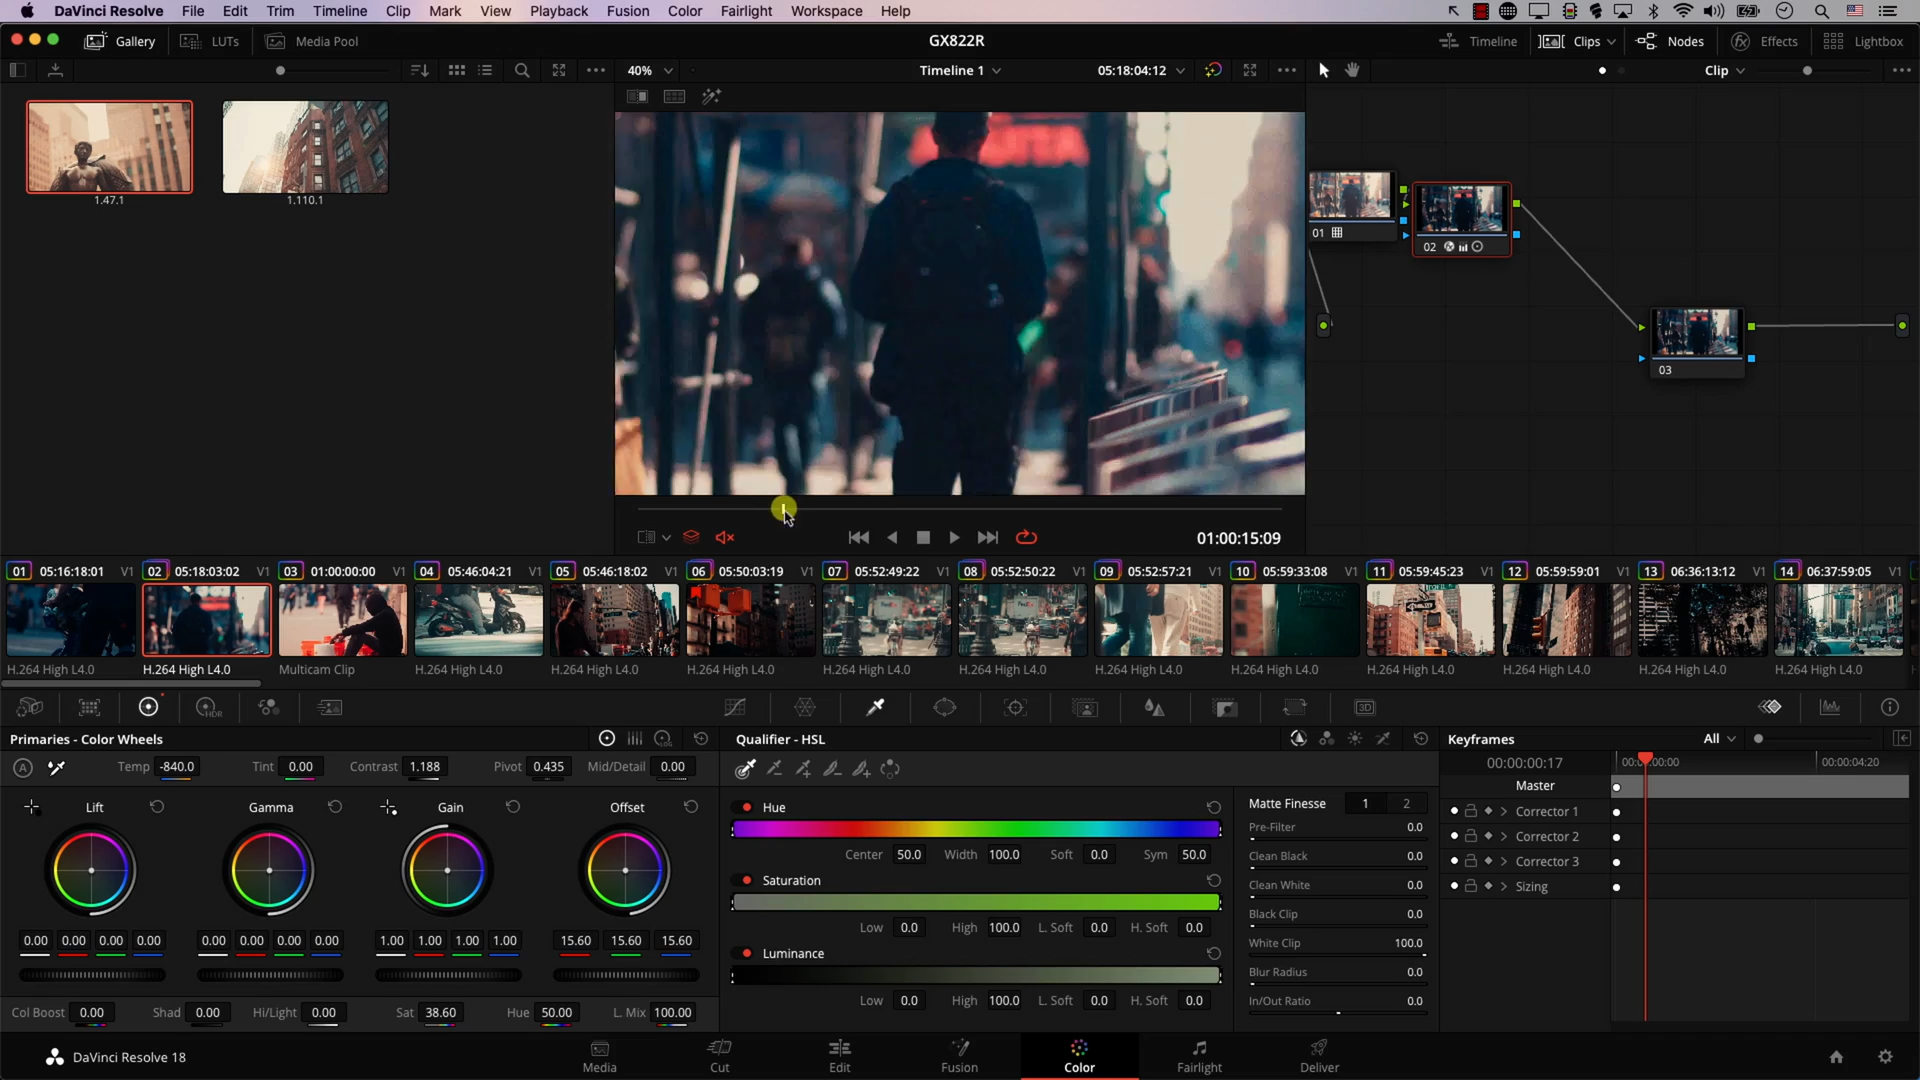 DaVinci Resolve File Edit Trim Timeline Clip Mark View Playback Fusion Color Fairlight Workspace Help
Gallery LUTs Media Pool GX822R Timeline Clips Nodes Effects Lightbox
40% Timeline 1 05:18:04:12 Clip
1.47.1 1.110.1
01 02
03
01:00:15:09
01 05:16:18:01 V1 02 05:18:03:02 V1 03 01:00:00:00 V1 04 05:46:04:21 V1 05 05:46:18:02 V1 06 05:50:03:19 V1 07 05:52:49:22 V1 08 05:52:50:22 V1 09 05:52:57:21 V1 10 05:59:33:08 V1 11 05:59:45:23 V1 12 05:59:59:01 V1 13 06:36:13:12 V1 14 06:37:59:05 V1
H.264 High L4.0 H.264 High L4.0 Multicam Clip H.264 High L4.0 H.264 High L4.0 H.264 High L4.0 H.264 High L4.0 H.264 High L4.0 H.264 High L4.0 H.264 High L4.0 H.264 High L4.0 H.264 High L4.0 H.264 High L4.0 H.264 High L4.0
HDR 3D
Primaries - Color Wheels LOG Qualifier - HSL Keyframes All
A Temp -840.0 Tint 0.00 Contrast 1.188 Pivot 0.435 Mid/Detail 0.00 00:00:00:17 00:00:04:20
Master
Lift Gamma Gain Offset Hue Matte Finesse 1 2 Corrector 1
Pre-Filter 0.0 Corrector 2
Center 50.0 Width 100.0 Soft 0.0 Sym 50.0 Clean Black 0.0 Corrector 3
Saturation Clean White 0.0 Sizing
Low 0.0 High 100.0 L. Soft 0.0 H. Soft 0.0 Black Clip 0.0
0.00 0.00 0.00 0.00 0.00 0.00 0.00 0.00 1.00 1.00 1.00 1.00 15.60 15.60 15.60 White Clip 100.0
Luminance Blur Radius 0.0
Low 0.0 High 100.0 L. Soft 0.0 H. Soft 0.0 In/Out Ratio 0.0
Col Boost 0.00 Shad 0.00 Hi/Light 0.00 Sat 38.60 Hue 50.00 L. Mix 100.00
DaVinci Resolve 18 Media Cut Edit Fusion Color Fairlight Deliver